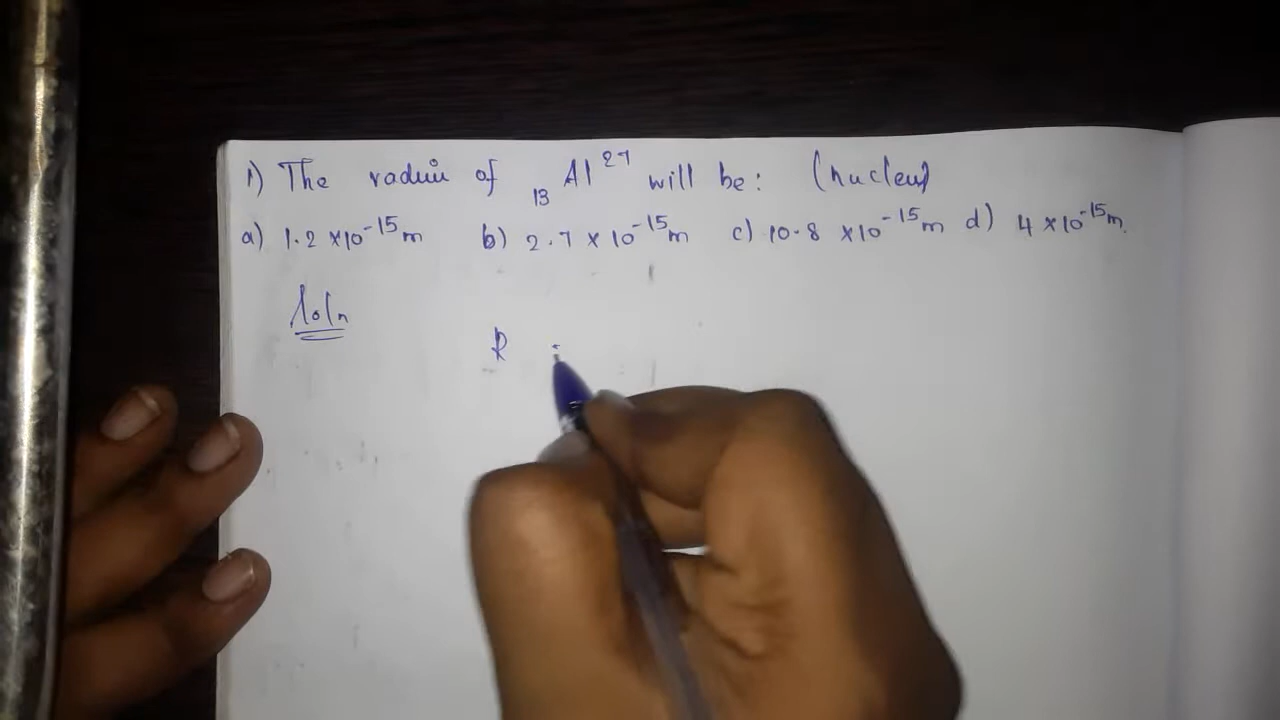 1) The radius of ₁₃Al²⁷ will be: (nucleus)
a) 1.2 ×10⁻¹⁵m b) 2.7 × 10⁻¹⁵m c) 10.8 ×10⁻¹⁵m d) 4 ×10⁻¹⁵m.
Soln
R =